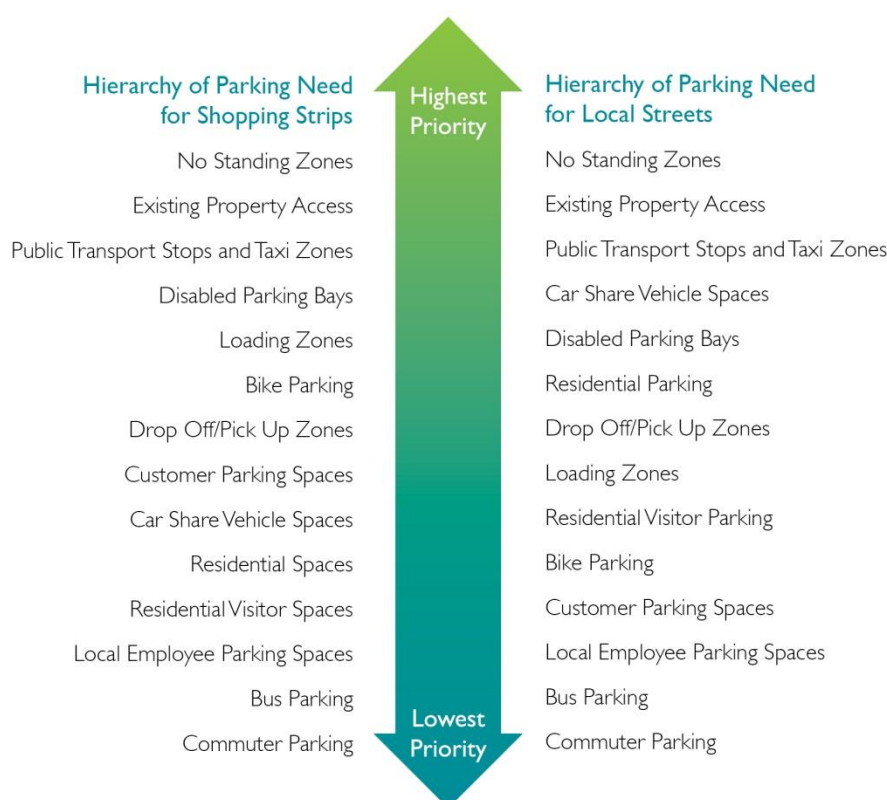 Hierarchy of Parking Need
for Shopping Strips
No Standing Zones
Existing Property Access
Public Transport Stops and Taxi Zones
Disabled Parking Bays
Loading Zones
Bike Parking
Drop Off/Pick Up Zones
Customer Parking Spaces
Car Share Vehicle Spaces
Residential Spaces
Residential Visitor Spaces
Local Employee Parking Spaces
Bus Parking
Commuter Parking
Highest
Priority
Lowest
Priority
Hierarchy of Parking Need
for Local Streets
No Standing Zones
Existing Property Access
Public Transport Stops and Taxi Zones
Car Share Vehicle Spaces
Disabled Parking Bays
Residential Parking
Drop Off/Pick Up Zones
Loading Zones
Residential Visitor Parking
Bike Parking
Customer Parking Spaces
Local Employee Parking Spaces
Bus Parking
Commuter Parking